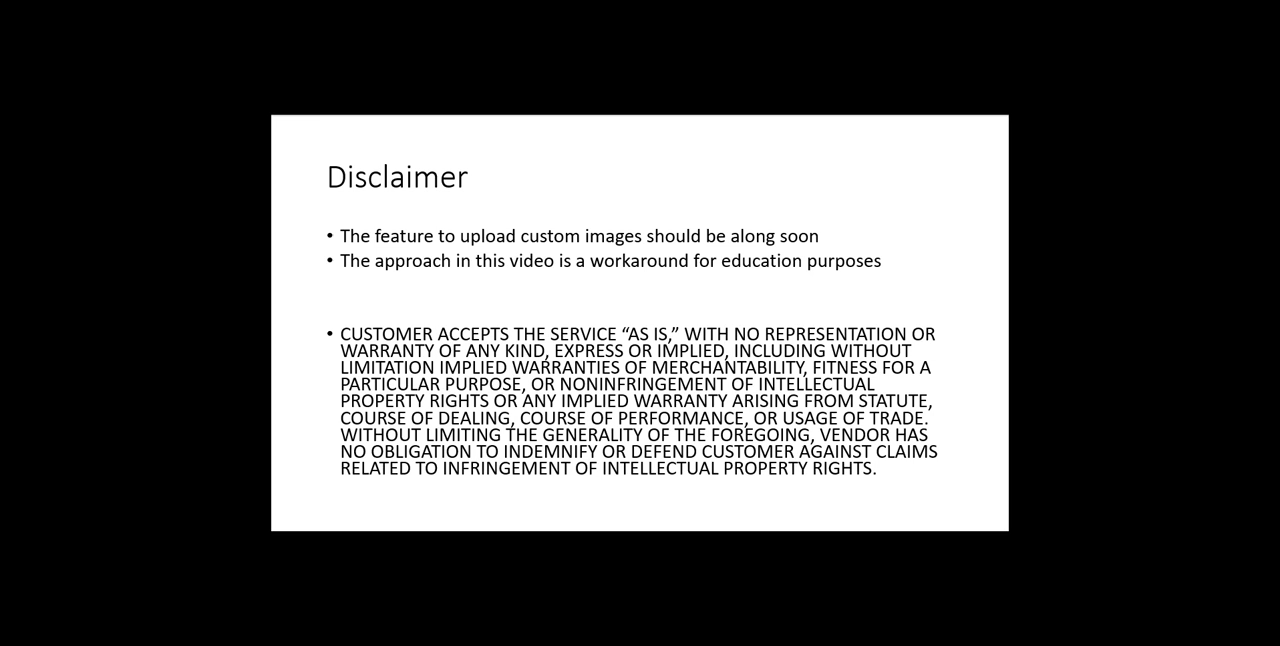 Disclaimer
• The feature to upload custom images should be along soon
• The approach in this video is a workaround for education purposes
• CUSTOMER ACCEPTS THE SERVICE “AS IS,” WITH NO REPRESENTATION OR
WARRANTY OF ANY KIND, EXPRESS OR IMPLIED, INCLUDING WITHOUT
LIMITATION IMPLIED WARRANTIES OF MERCHANTABILITY, FITNESS FOR A
PARTICULAR PURPOSE, OR NONINFRINGEMENT OF INTELLECTUAL
PROPERTY RIGHTS OR ANY IMPLIED WARRANTY ARISING FROM STATUTE,
COURSE OF DEALING, COURSE OF PERFORMANCE, OR USAGE OF TRADE.
WITHOUT LIMITING THE GENERALITY OF THE FOREGOING, VENDOR HAS
NO OBLIGATION TO INDEMNIFY OR DEFEND CUSTOMER AGAINST CLAIMS
RELATED TO INFRINGEMENT OF INTELLECTUAL PROPERTY RIGHTS.